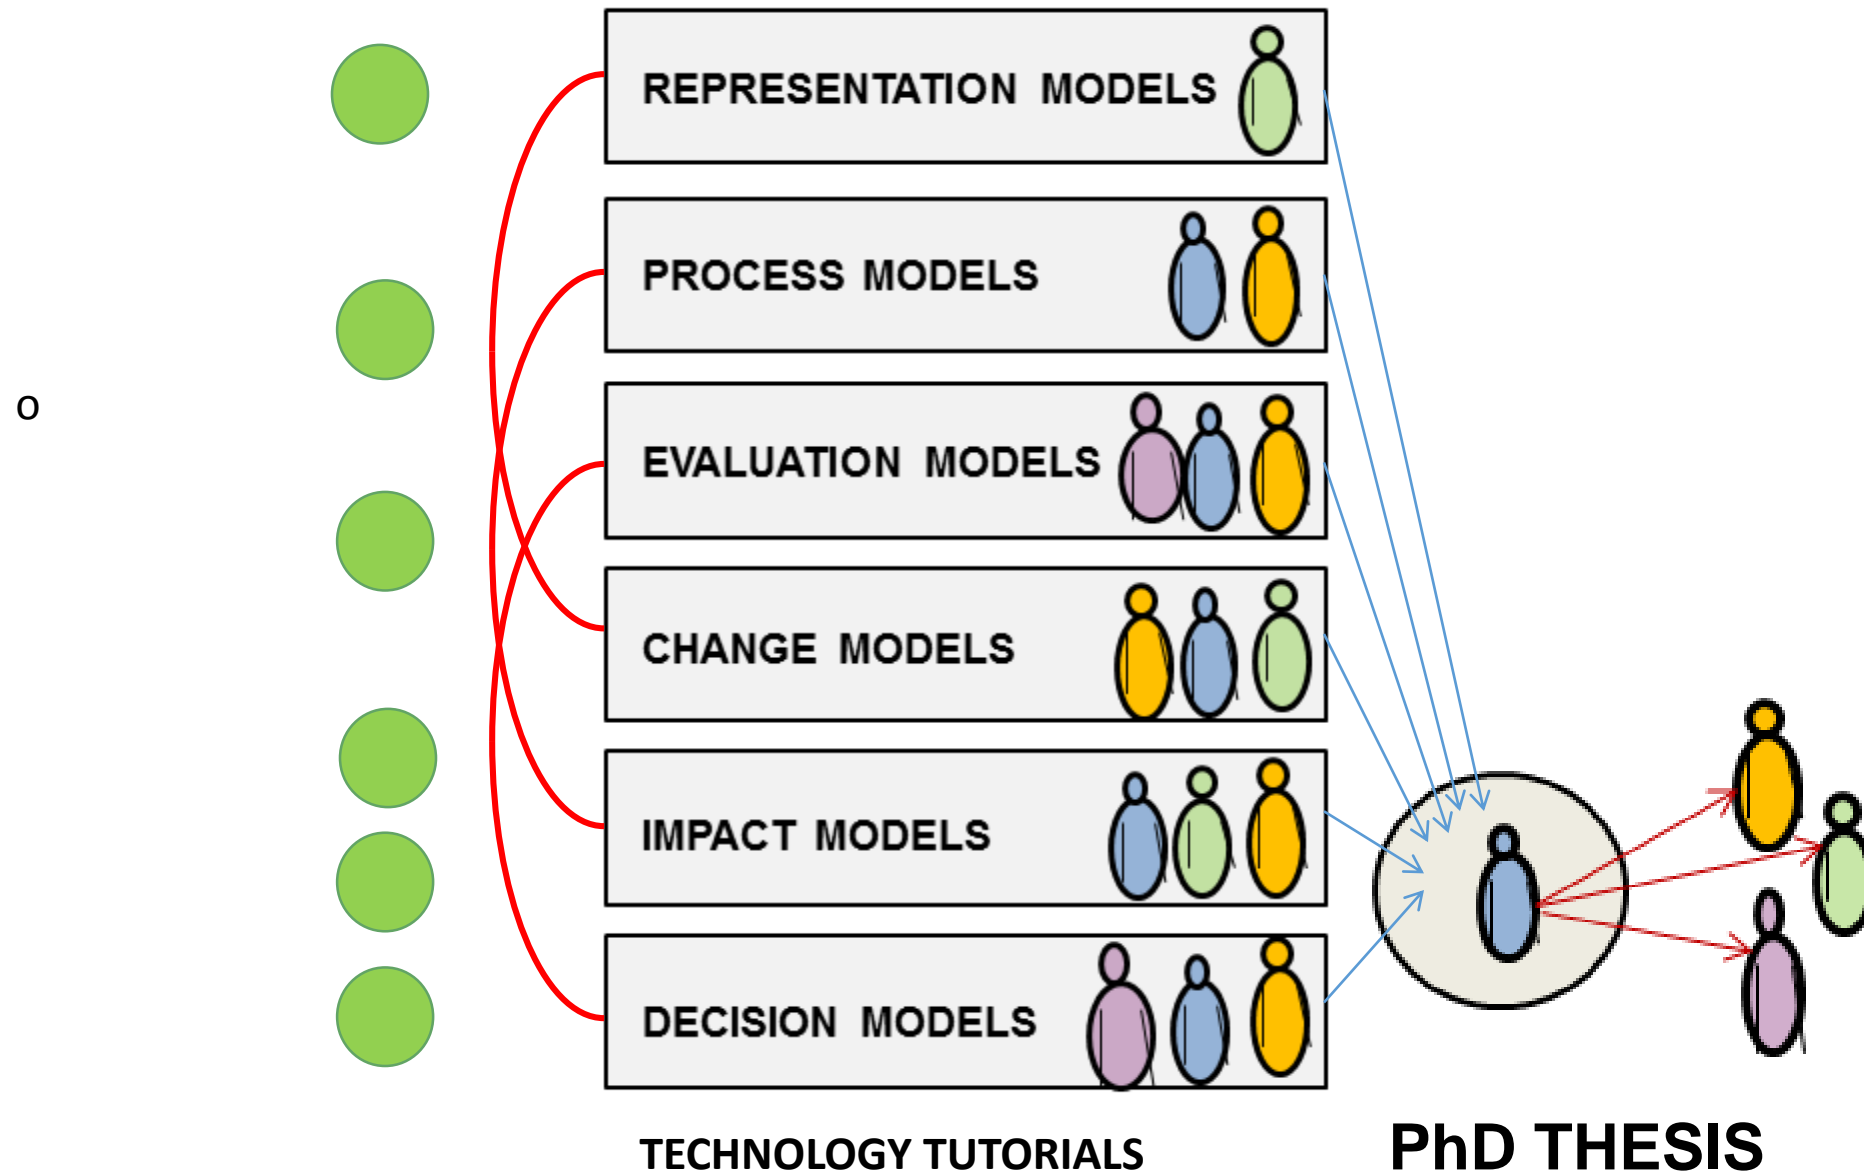 REPRESENTATION MODELS
PROCESS MODELS
o
EVALUATION MODELS
CHANGE MODELS
IMPACT MODELS
DECISION MODELS
TECHNOLOGY TUTORIALS
PhD THESIS